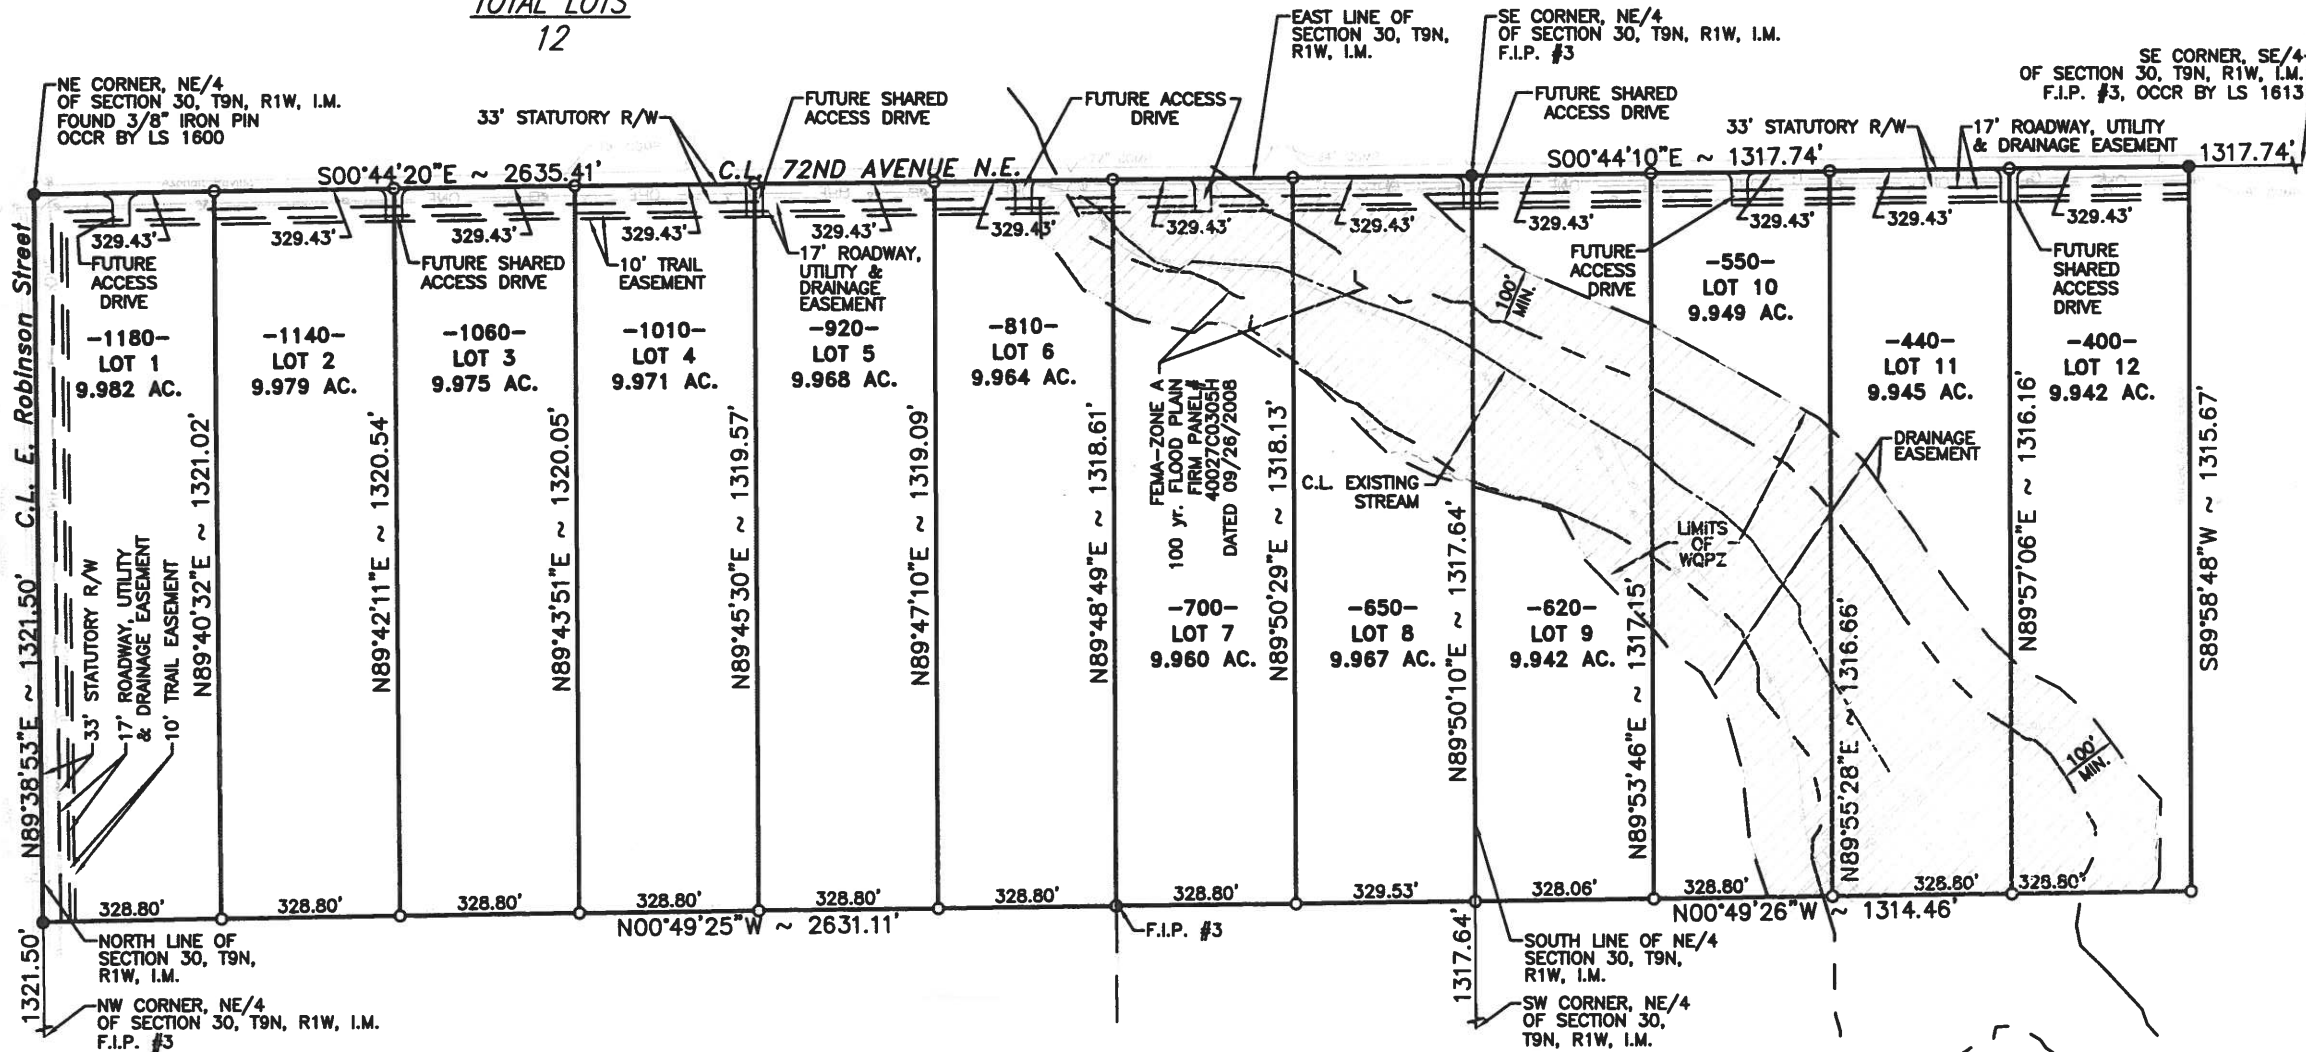 TOTAL LOTS
12
NE CORNER, NE/4
OF SECTION 30, T9N, R1W, I.M.
FOUND 3/8" IRON PIN
OCCR BY LS 1600
33' STATUTORY R/W
FUTURE SHARED
ACCESS DRIVE
FUTURE ACCESS
DRIVE
EAST LINE OF
SECTION 30, T9N,
R1W, I.M.
SE CORNER, NE/4
OF SECTION 30, T9N, R1W, I.M.
F.I.P. #3
FUTURE SHARED
ACCESS DRIVE
33' STATUTORY R/W
17' ROADWAY, UTILITY
& DRAINAGE EASEMENT
SE CORNER, SE/4
OF SECTION 30, T9N, R1W, I.M.
F.I.P. #3, OCCR BY LS 1613
S00°44'20"E ~ 2635.41'
C.L. 72ND AVENUE N.E.
S00°44'10"E ~ 1317.74'
1317.74'
329.43'
329.43'
329.43'
329.43'
329.43'
329.43'
329.43'
329.43'
329.43'
329.43'
329.43'
329.43'
FUTURE
ACCESS
DRIVE
FUTURE SHARED
ACCESS DRIVE
10' TRAIL
EASEMENT
17' ROADWAY,
UTILITY &
DRAINAGE
EASEMENT
FUTURE
ACCESS
DRIVE
FUTURE
SHARED
ACCESS
DRIVE
100'
MIN.
-1180-
LOT 1
9.982 AC.
-1140-
LOT 2
9.979 AC.
-1060-
LOT 3
9.975 AC.
-1010-
LOT 4
9.971 AC.
-920-
LOT 5
9.968 AC.
-810-
LOT 6
9.964 AC.
-700-
LOT 7
9.960 AC.
-650-
LOT 8
9.967 AC.
-620-
LOT 9
9.942 AC.
-550-
LOT 10
9.949 AC.
-440-
LOT 11
9.945 AC.
-400-
LOT 12
9.942 AC.
C.L. E. Robinson Street
N89°38'53"E ~ 1321.50'
33' STATUTORY R/W
17' ROADWAY, UTILITY
& DRAINAGE EASEMENT
10' TRAIL EASEMENT
N89°40'32"E ~ 1321.02'
N89°42'11"E ~ 1320.54'
N89°43'51"E ~ 1320.05'
N89°45'30"E ~ 1319.57'
N89°47'10"E ~ 1319.09'
N89°48'49"E ~ 1318.61'
FEMA-ZONE A
100 yr. FLOOD PLAIN
FIRM PANEL#
40027C0305H
DATED 09/26/2008
N89°50'29"E ~ 1318.13'
C.L. EXISTING
STREAM
N89°50'10"E ~ 1317.64'
LIMITS
OF
WQPZ
N89°53'46"E ~ 1317.15'
N89°55'28"E ~ 1316.66'
DRAINAGE
EASEMENT
N89°57'06"E ~ 1316.16'
S89°58'48"W ~ 1315.67'
100'
MIN.
328.80'
328.80'
328.80'
328.80'
328.80'
328.80'
328.80'
329.53'
328.06'
328.80'
328.80'
328.80'
N00°49'25"W ~ 2631.11'
N00°49'26"W ~ 1314.46'
F.I.P. #3
1321.50'
NORTH LINE OF
SECTION 30, T9N,
R1W, I.M.
NW CORNER, NE/4
OF SECTION 30, T9N, R1W, I.M.
F.I.P. #3
1317.64'
SOUTH LINE OF NE/4
SECTION 30, T9N,
R1W, I.M.
SW CORNER, NE/4
OF SECTION 30,
T9N, R1W, I.M.